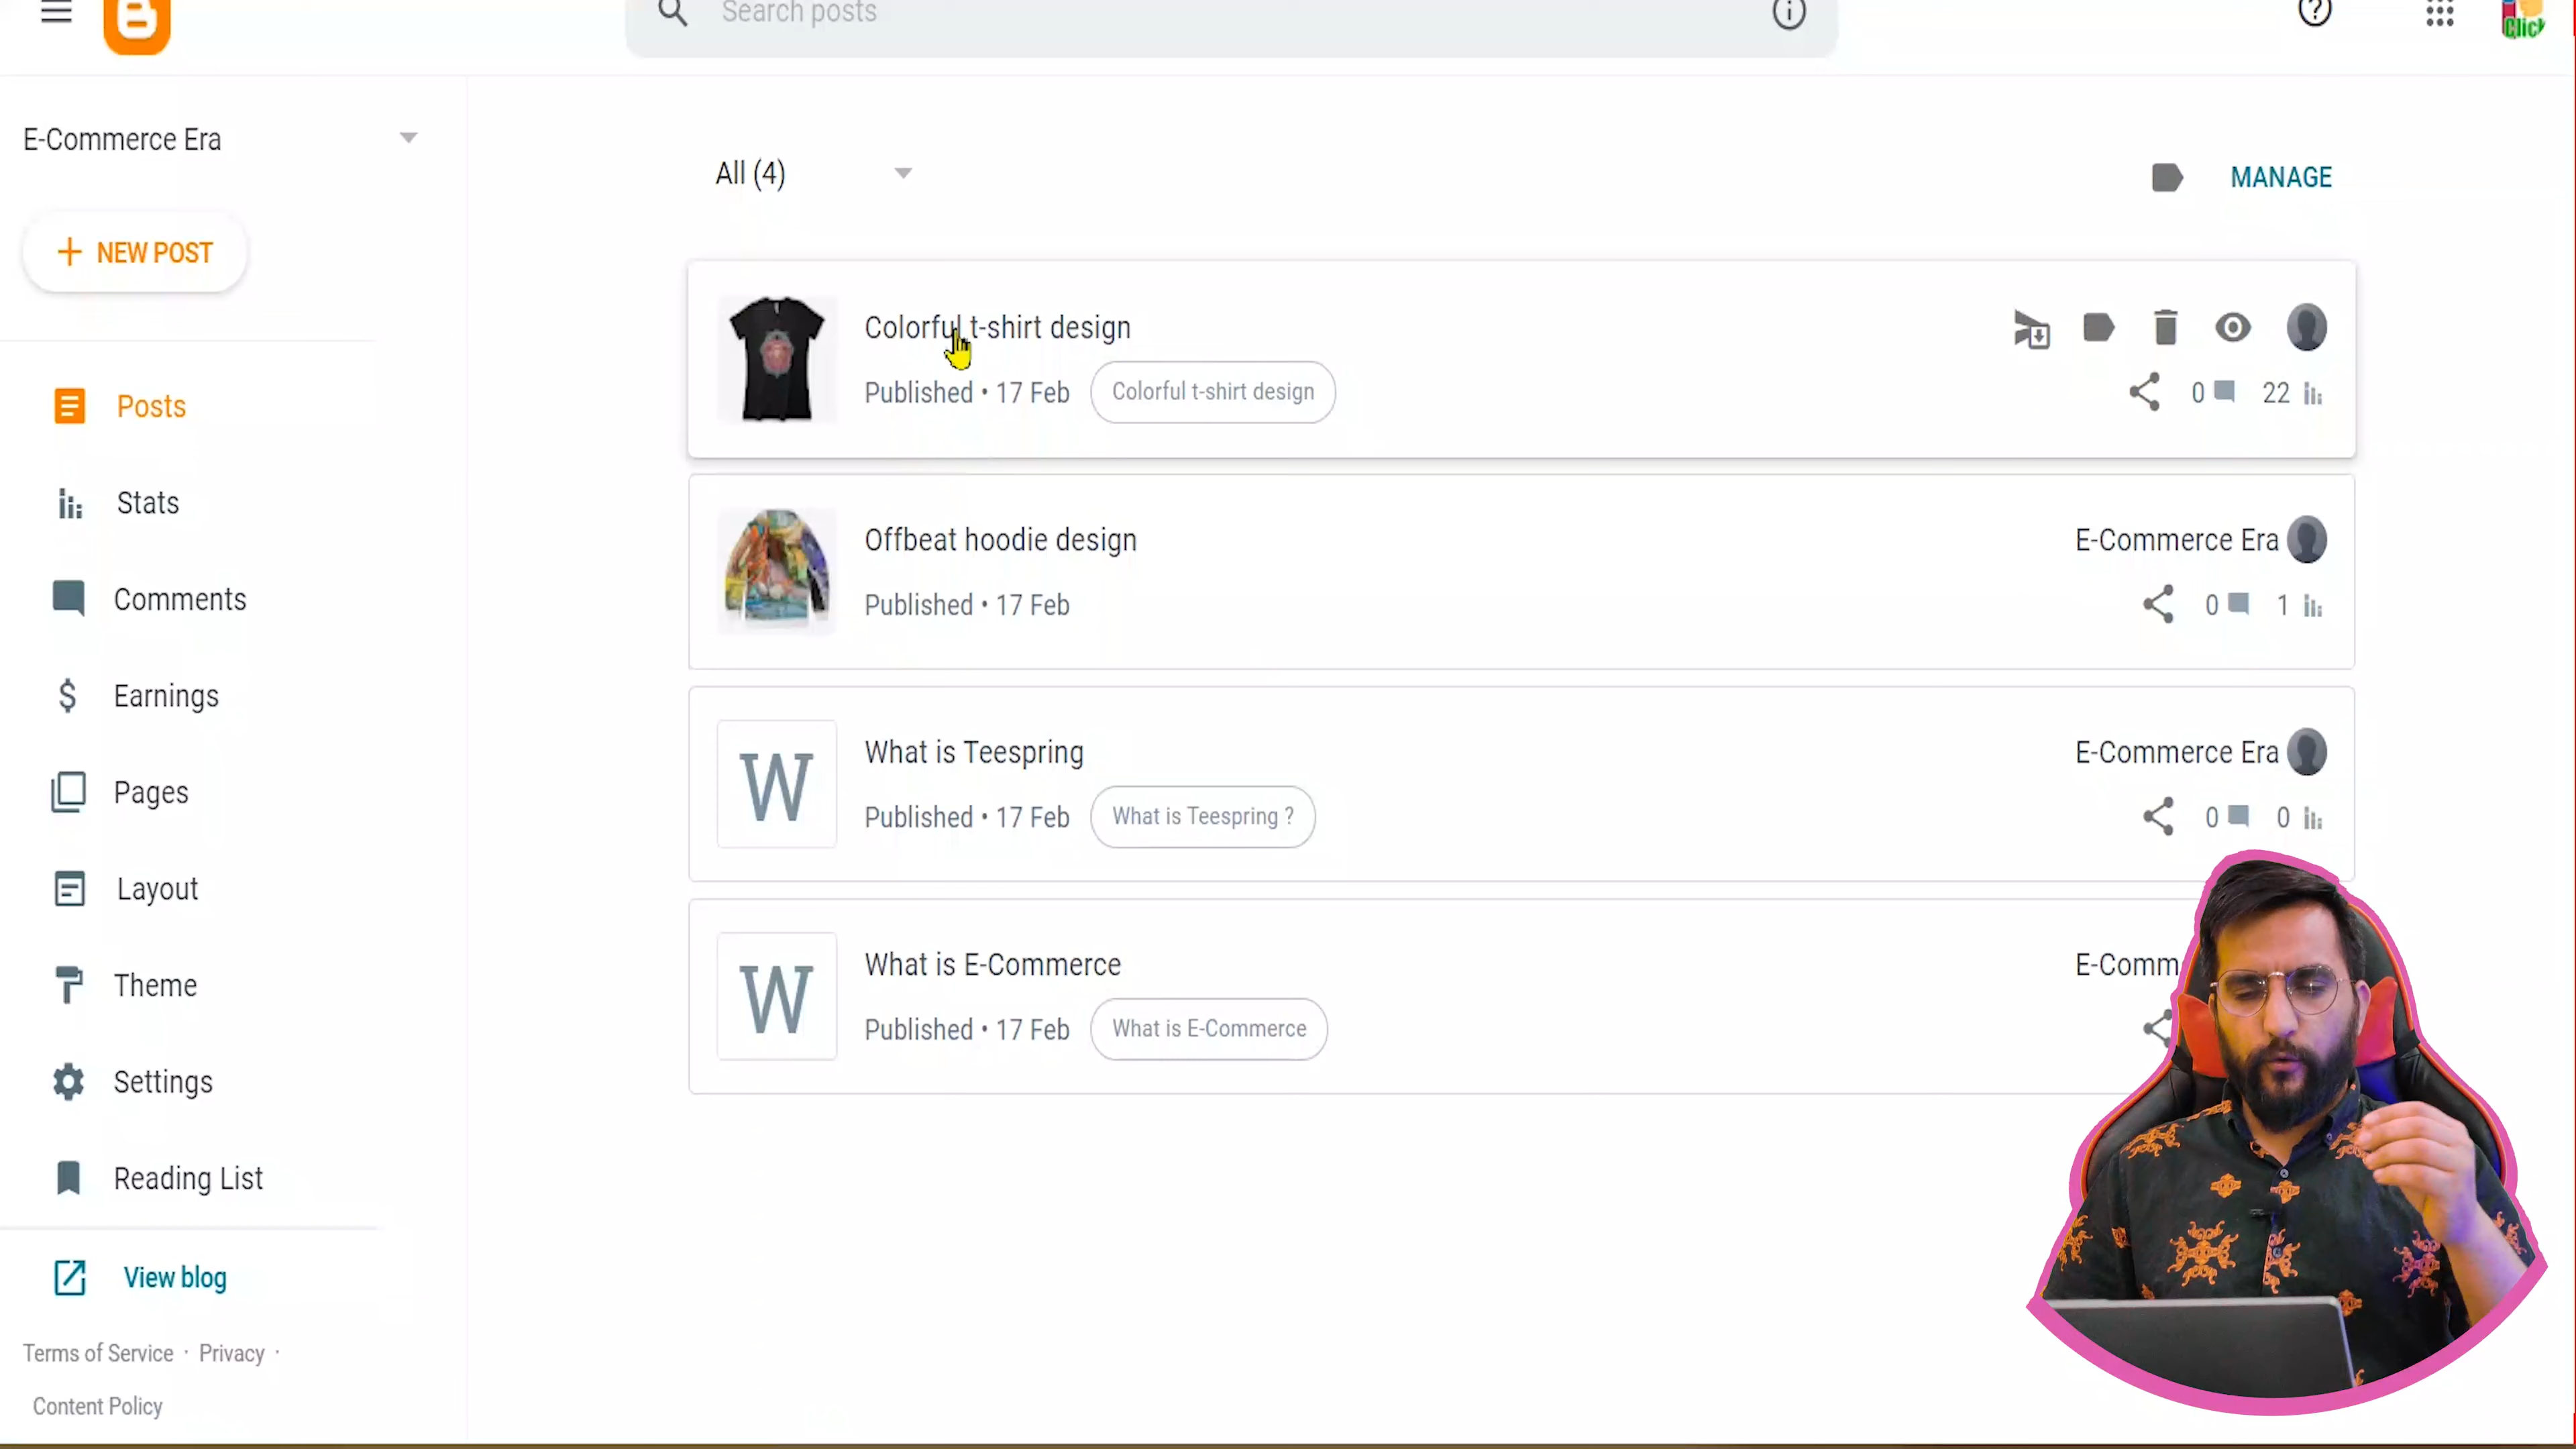 Search posts
Click
E-Commerce Era
All (4)
MANAGE
+ NEW POST
Colorful t-shirt design
Published • 17 Feb
Colorful t-shirt design
0
22
Posts
Stats
Offbeat hoodie design
E-Commerce Era
Published • 17 Feb
0
1
Comments
Earnings
What is Teespring
E-Commerce Era
Published • 17 Feb
What is Teespring ?
0
0
Pages
Layout
W
What is E-Commerce
E-Comm
Published • 17 Feb
What is E-Commerce
W
Theme
Settings
Reading List
View blog
Terms of Service · Privacy ·
Content Policy